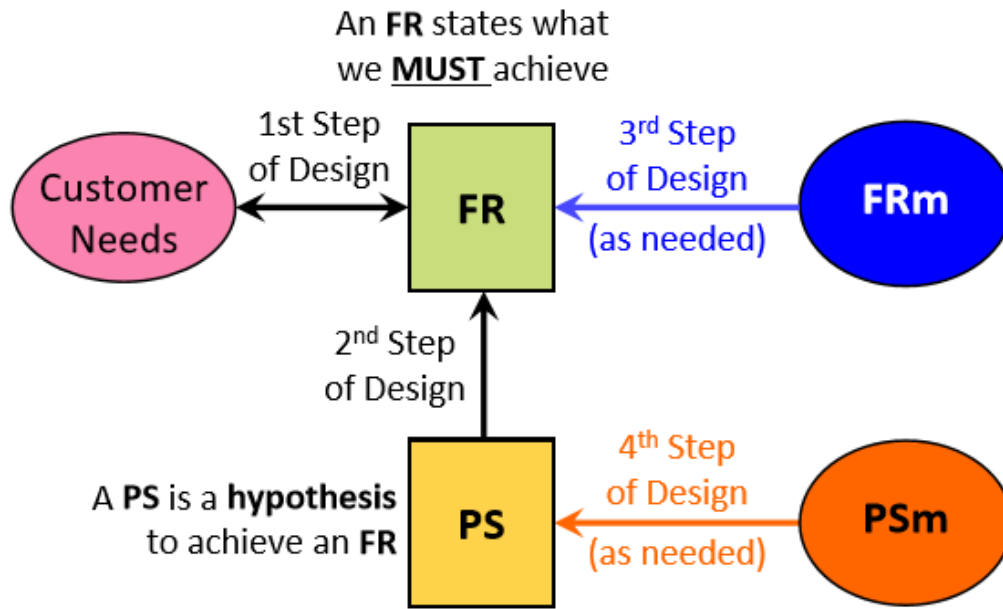 An FR states what
we MUST achieve
1st Step
of Design
3rd Step
of Design
(as needed)
Customer
Needs
FR
FRm
2nd Step
of Design
A PS is a hypothesis
to achieve an FR
PS
4th Step
of Design
(as needed)
PSm